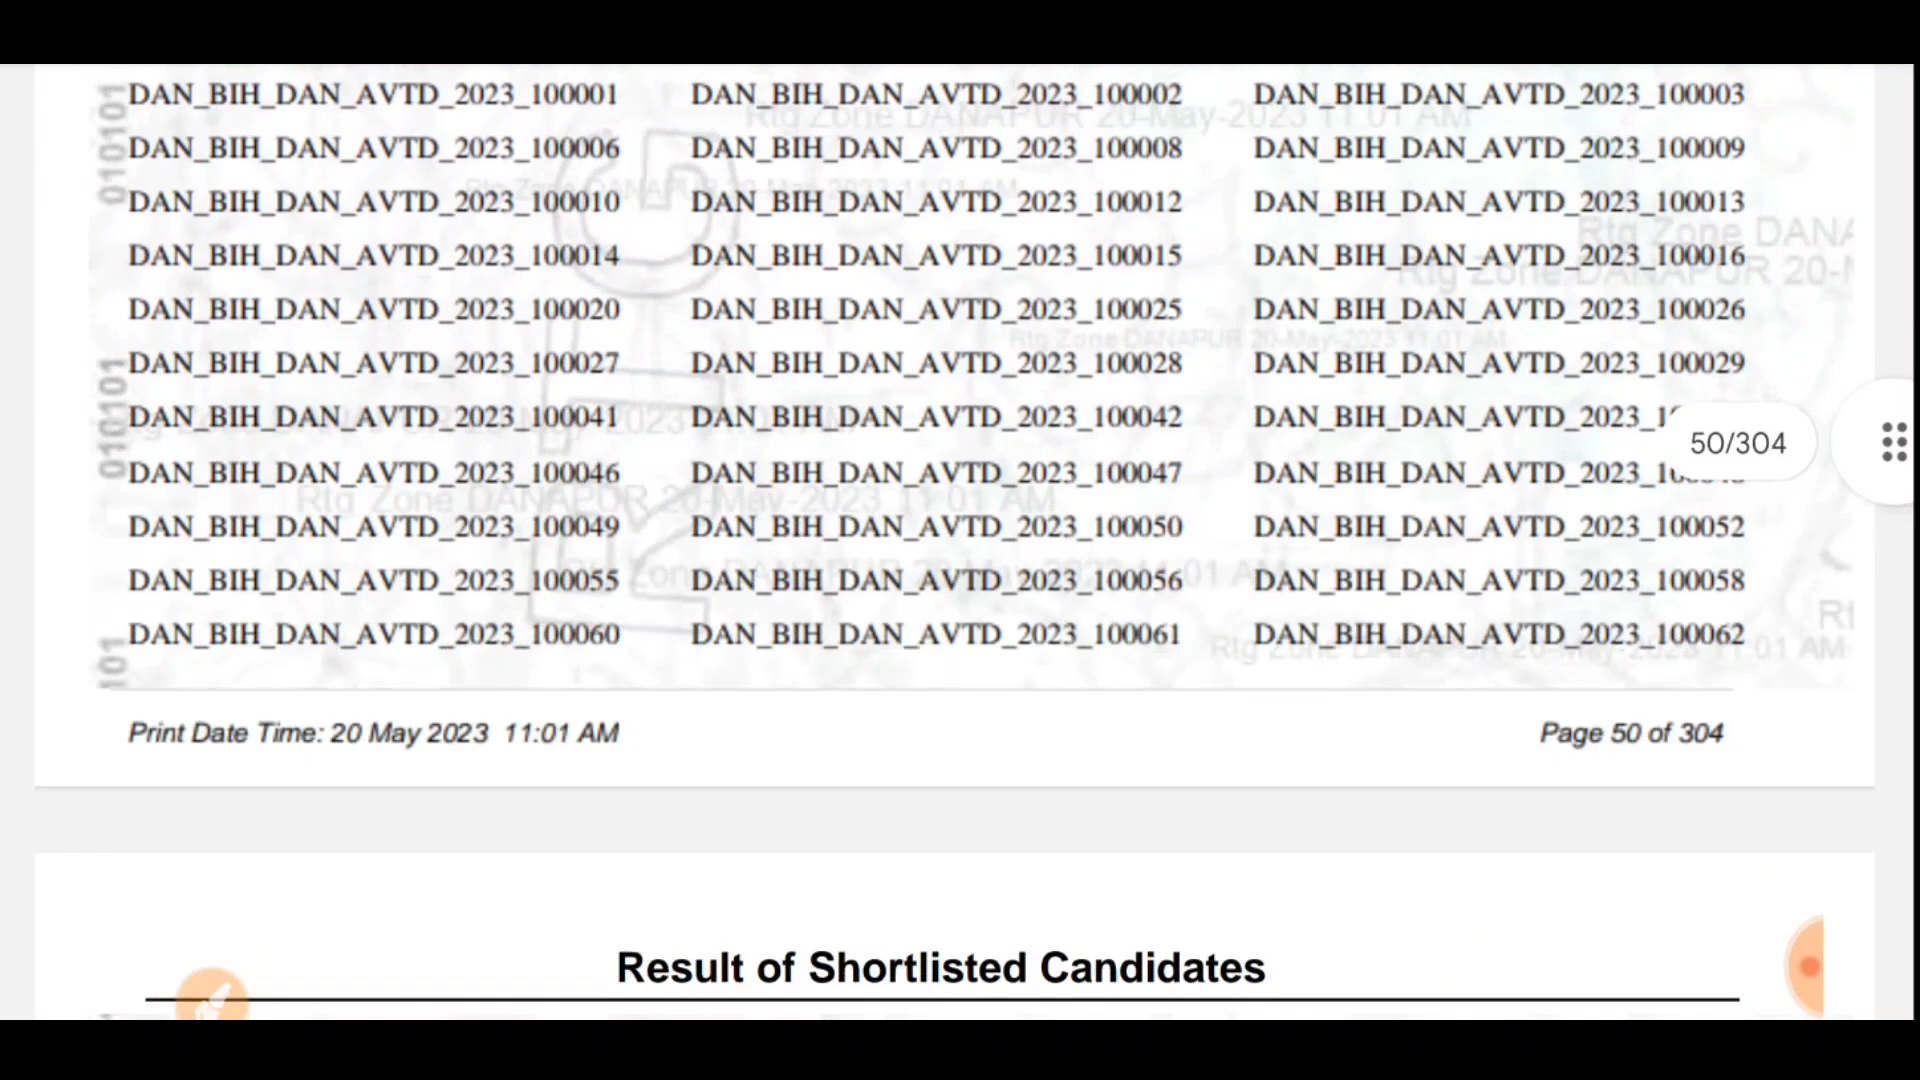 DAN_BIH_DAN_AVTD_2023_100001 DAN_BIH_DAN_AVTD_2023_100002 DAN_BIH_DAN_AVTD_2023_100003
DAN_BIH_DAN_AVTD_2023_100006 DAN_BIH_DAN_AVTD_2023_100008 DAN_BIH_DAN_AVTD_2023_100009
DAN_BIH_DAN_AVTD_2023_100010 DAN_BIH_DAN_AVTD_2023_100012 DAN_BIH_DAN_AVTD_2023_100013
DAN_BIH_DAN_AVTD_2023_100014 DAN_BIH_DAN_AVTD_2023_100015 DAN_BIH_DAN_AVTD_2023_100016
DAN_BIH_DAN_AVTD_2023_100020 DAN_BIH_DAN_AVTD_2023_100025 DAN_BIH_DAN_AVTD_2023_100026
DAN_BIH_DAN_AVTD_2023_100027 DAN_BIH_DAN_AVTD_2023_100028 DAN_BIH_DAN_AVTD_2023_100029
DAN_BIH_DAN_AVTD_2023_100041 DAN_BIH_DAN_AVTD_2023_100042
50/304
DAN_BIH_DAN_AVTD_2023_100046 DAN_BIH_DAN_AVTD_2023_100047
DAN_BIH_DAN_AVTD_2023_100049 DAN_BIH_DAN_AVTD_2023_100050 DAN_BIH_DAN_AVTD_2023_100052
DAN_BIH_DAN_AVTD_2023_100055 DAN_BIH_DAN_AVTD_2023_100056 DAN_BIH_DAN_AVTD_2023_100058
DAN_BIH_DAN_AVTD_2023_100060 DAN_BIH_DAN_AVTD_2023_100061 DAN_BIH_DAN_AVTD_2023_100062
Print Date Time: 20 May 2023 11:01 AM Page 50 of 304
Result of Shortlisted Candidates